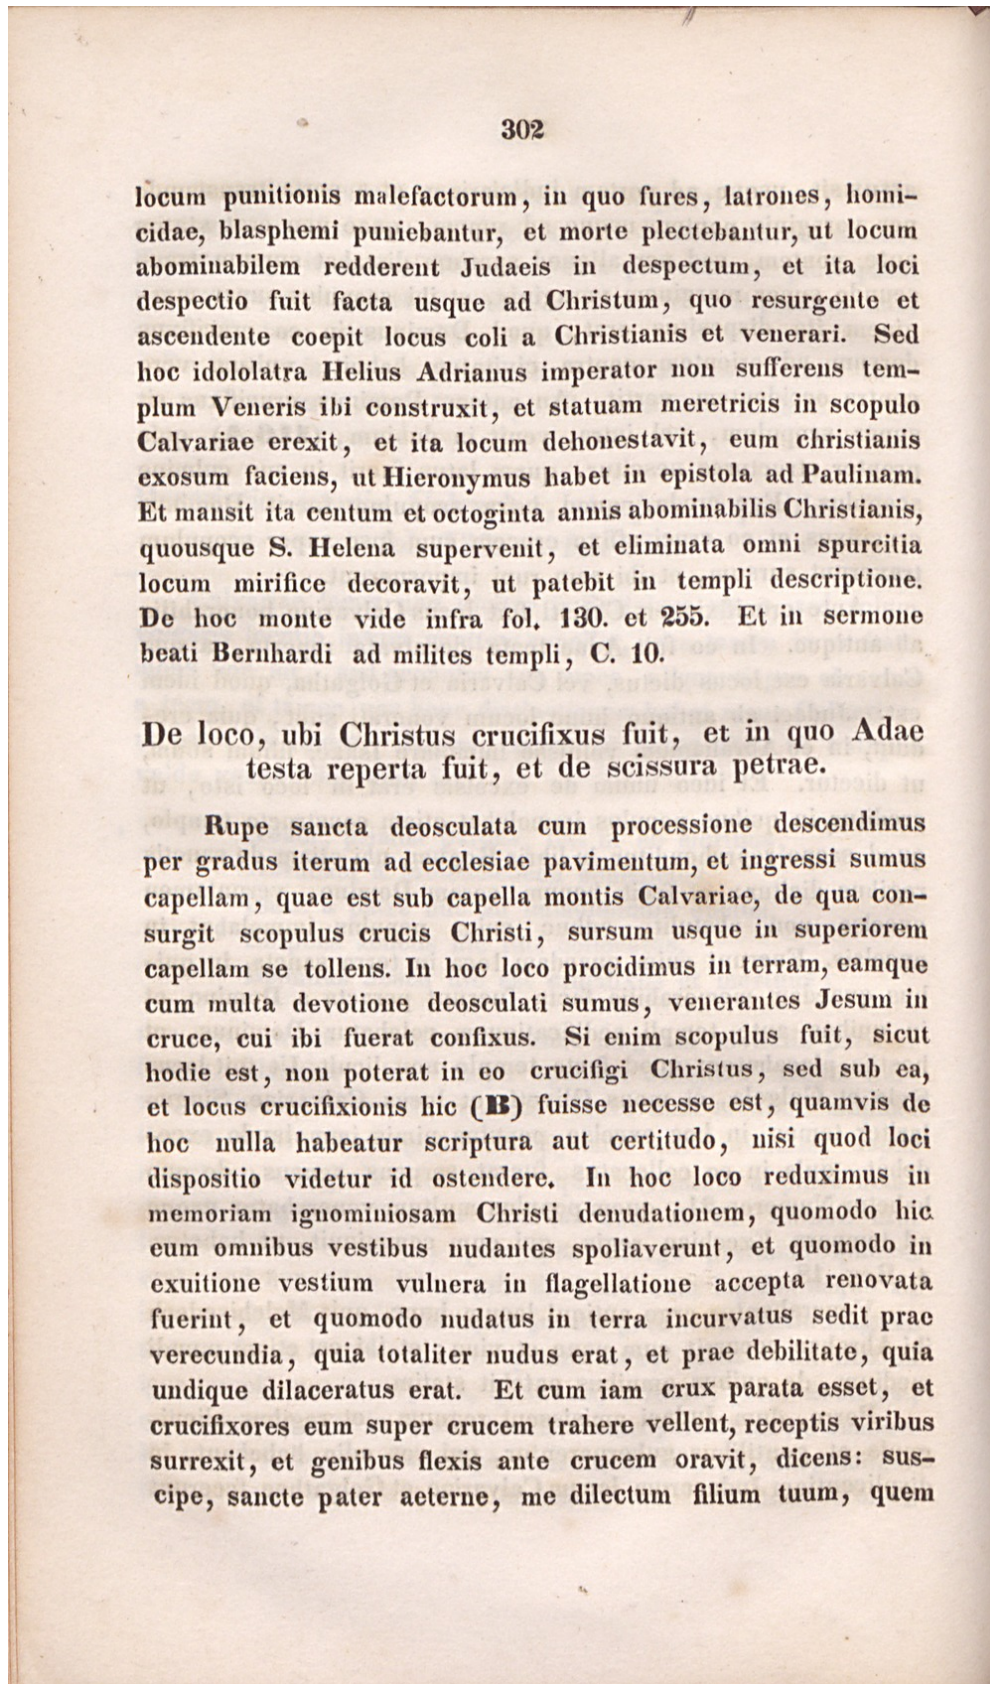 302
locum punitionis malefactorum, in quo fures, latrones, homi-
cidae, blasphemi puniebantur, et morte plectebantur, ut locum
abominabilem redderent Judaeis in despectum, et ita loci
despectio fuit facta usque ad Christum, quo resurgente et
ascendente coepit locus coli a Christianis et venerari. Sed
hoc idololatra Helius Adrianus imperator non sufferens tem-
plum Veneris ibi construxit, et statuam meretricis in scopulo
Calvariae erexit, et ita locum dehonestavit, eum christianis
exosum faciens, ut Hieronymus habet in epistola ad Paulinam.
Et mansit ita centum et octoginta annis abominabilis Christianis,
quousque S. Helena supervenit, et eliminata omni spurcitia
locum mirifice decoravit, ut patebit in templi descriptione.
De hoc monte vide infra fol. 130. et 255. Et in sermone
beati Bernhardi ad milites templi, C. 10.
De loco, ubi Christus crucifixus fuit, et in quo Adae
testa reperta fuit, et de scissura petrae.
Rupe sancta deosculata cum processione descendimus
per gradus iterum ad ecclesiae pavimentum, et ingressi sumus
capellam, quae est sub capella montis Calvariae, de qua con-
surgit scopulus crucis Christi, sursum usque in superiorem
capellam se tollens. In hoc loco procidimus in terram, eamque
cum multa devotione deosculati sumus, venerantes Jesum in
cruce, cui ibi fuerat confixus. Si enim scopulus fuit, sicut
hodie est, non poterat in eo crucifigi Christus, sed sub ea,
et locus crucifixionis hic (B) fuisse necesse est, quamvis de
hoc nulla habeatur scriptura aut certitudo, nisi quod loci
dispositio videtur id ostendere. In hoc loco reduximus in
memoriam ignominiosam Christi denudationem, quomodo hic
eum omnibus vestibus nudantes spoliaverunt, et quomodo in
exuitione vestium vulnera in flagellatione accepta renovata
fuerint, et quomodo nudatus in terra incurvatus sedit prae
verecundia, quia totaliter nudus erat, et prae debilitate, quia
undique dilaceratus erat. Et cum iam crux parata esset, et
crucifixores eum super crucem trahere vellent, receptis viribus
surrexit, et genibus flexis ante crucem oravit, dicens: sus-
cipe, sancte pater aeterne, me dilectum filium tuum, quem